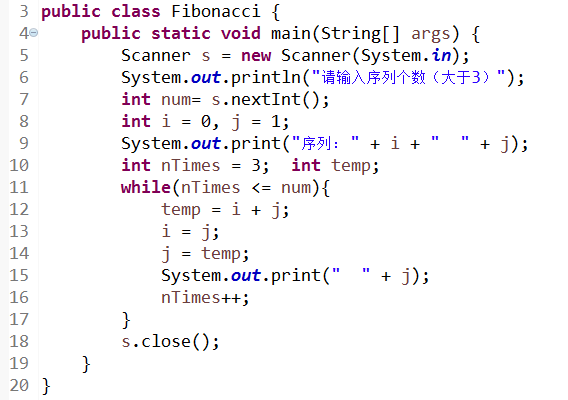 3 public class Fibonacci {
4 public static void main(String[] args) {
5 Scanner s = new Scanner(System.in);
6 System.out.println("请输入序列个数（大于3）");
7 int num= s.nextInt();
8 int i = 0, j = 1;
9 System.out.print("序列：" + i + "  " + j);
10 int nTimes = 3;  int temp;
11 while(nTimes <= num){
12 temp = i + j;
13 i = j;
14 j = temp;
15 System.out.print("  " + j);
16 nTimes++;
17 }
18 s.close();
19 }
20 }